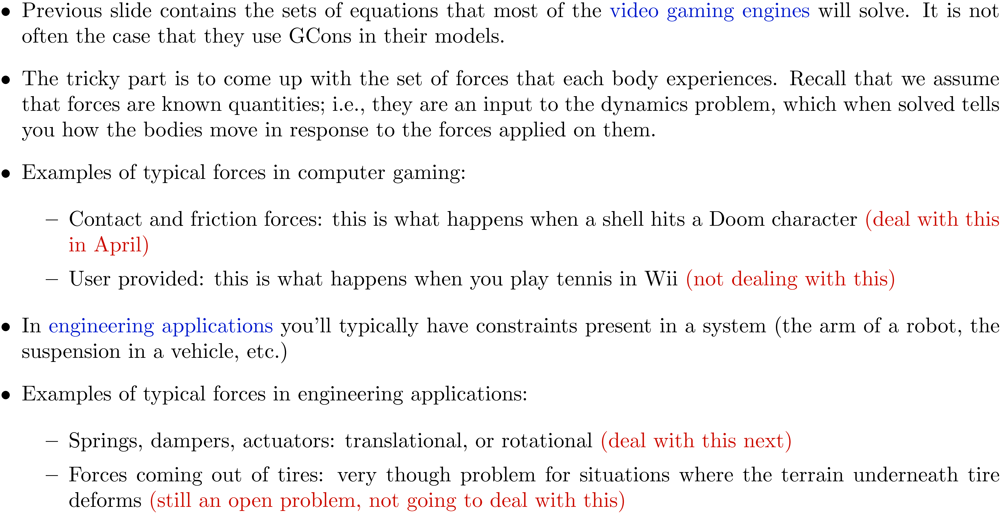 • Previous slide contains the sets of equations that most of the video gaming engines will solve. It is not
often the case that they use GCons in their models.
• The tricky part is to come up with the set of forces that each body experiences. Recall that we assume
that forces are known quantities; i.e., they are an input to the dynamics problem, which when solved tells
you how the bodies move in response to the forces applied on them.
• Examples of typical forces in computer gaming:
– Contact and friction forces: this is what happens when a shell hits a Doom character (deal with this
in April)
– User provided: this is what happens when you play tennis in Wii (not dealing with this)
• In engineering applications you'll typically have constraints present in a system (the arm of a robot, the
suspension in a vehicle, etc.)
• Examples of typical forces in engineering applications:
– Springs, dampers, actuators: translational, or rotational (deal with this next)
– Forces coming out of tires: very though problem for situations where the terrain underneath tire
deforms (still an open problem, not going to deal with this)